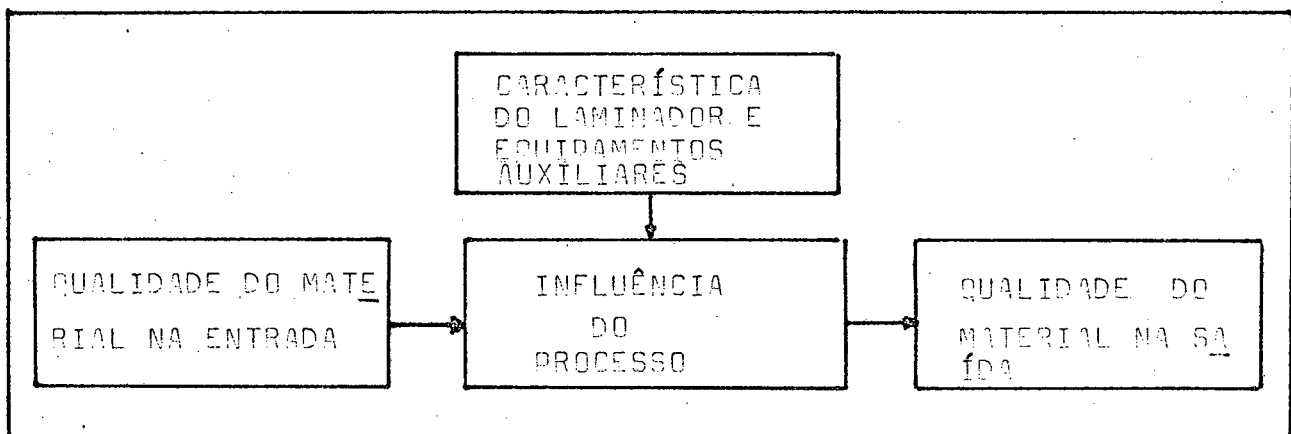 CARACTERÍSTICA
DO LAMINADOR E
EQUIPAMENTOS
AUXILIARES
QUALIDADE DO MATE
RIAL NA ENTRADA
INFLUÊNCIA
DO
PROCESSO
QUALIDADE DO
MATERIAL NA SA
ÍDA